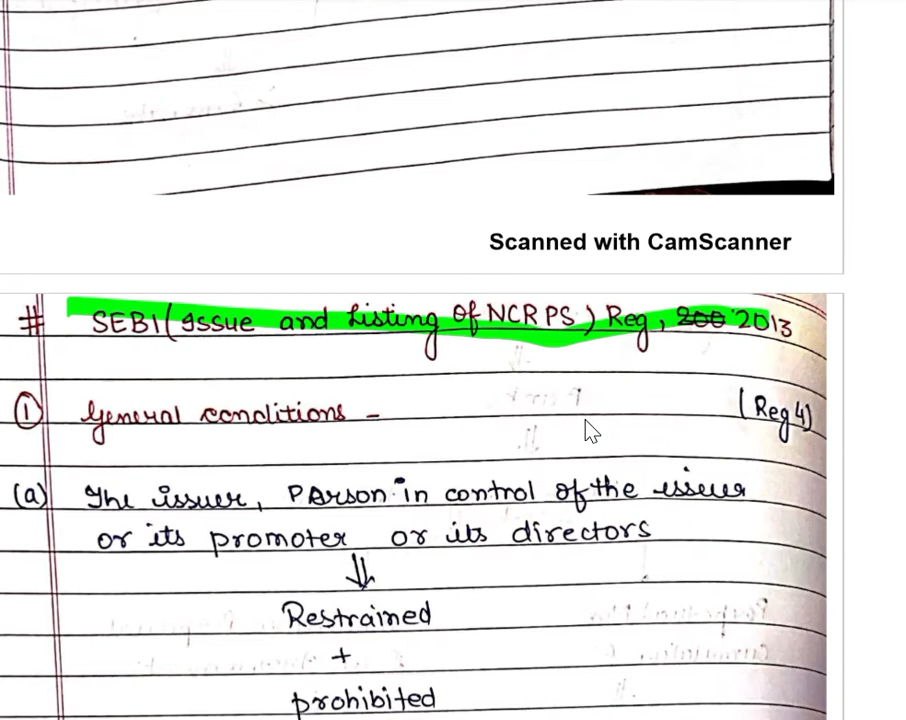 Scanned with CamScanner
# SEBI (Issue and Listing of NCRPS) Reg, 200 2013
① General conditions - (Reg 4)
(a) The issuer, Person in control of the issuer
or its promoter or its directors
⇓
Restrained
+
prohibited